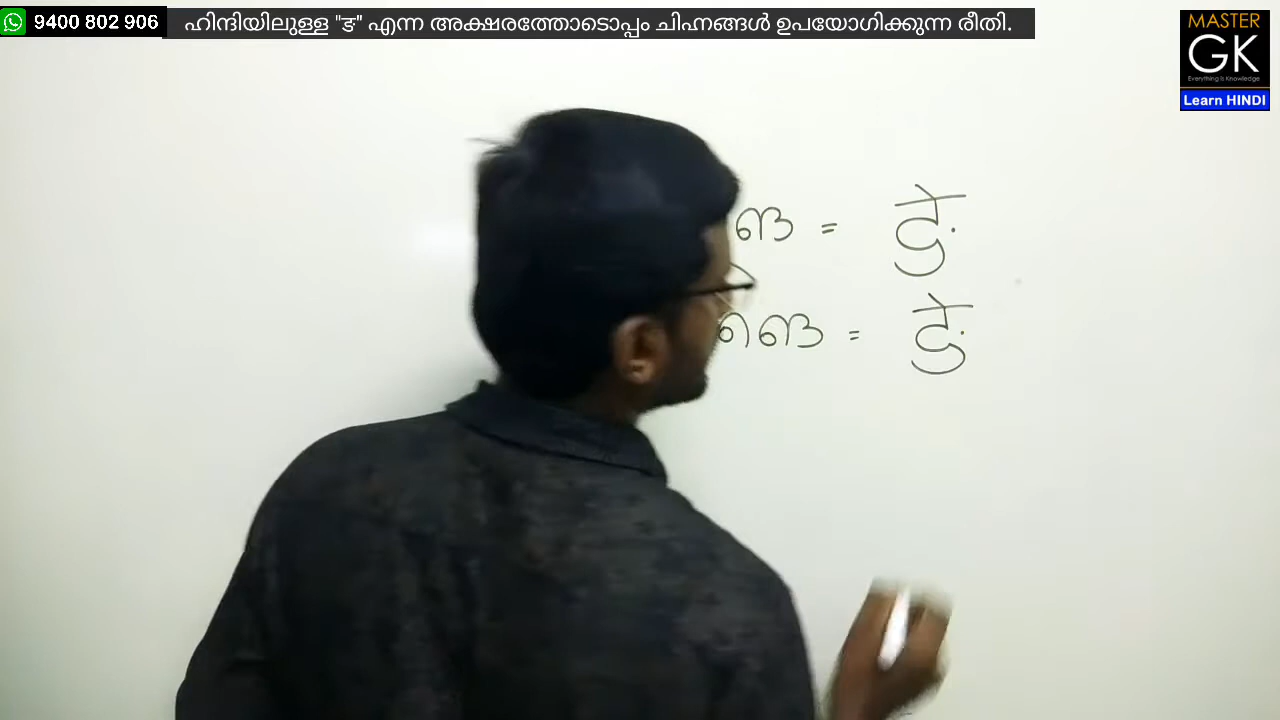 9400 802 906 ഹിന്ദിയിലുള്ള "ङ" എന്ന അക്ഷരത്തോടൊപ്പം ചിഹ്നങ്ങൾ ഉപയോഗിക്കുന്ന രീതി.
MASTER
GK
Everything is Knowledge
Learn HINDI
ങ = ङे
ങെ = ङे